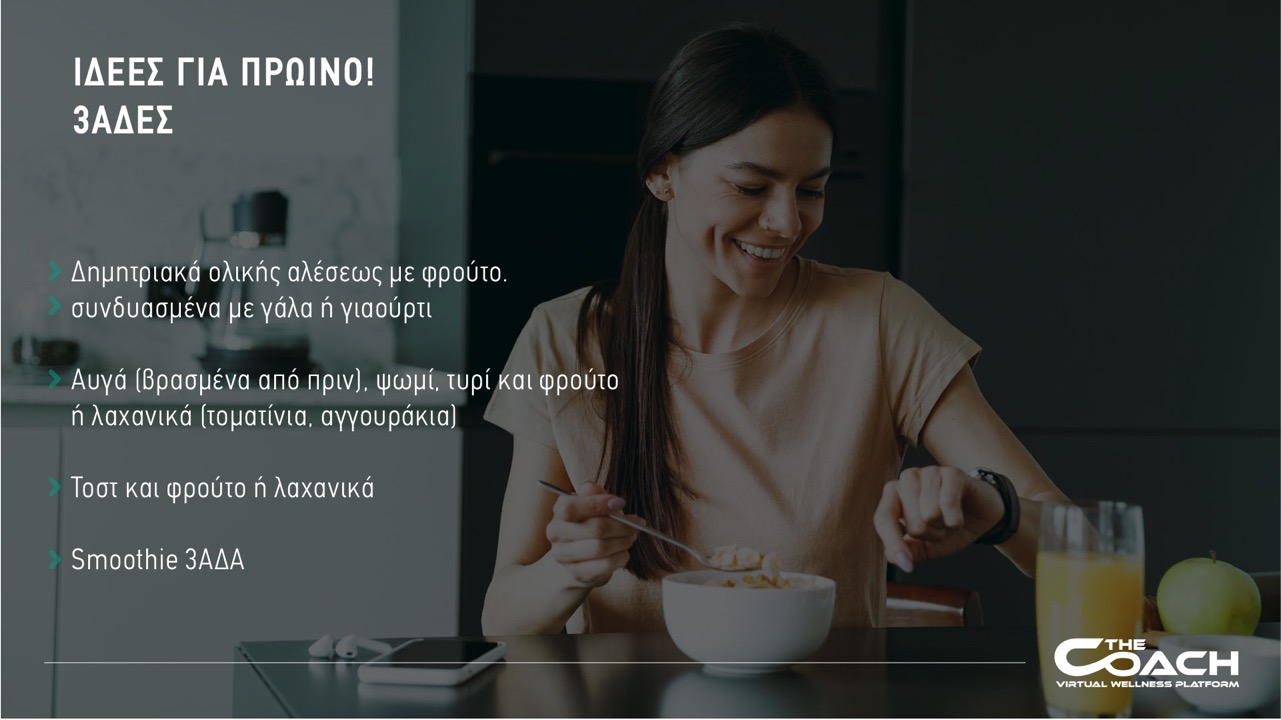 ΙΔΕΕΣ ΓΙΑ ΠΡΩΙΝΟ!
3ΑΔΕΣ
Δημητριακά ολικής αλέσεως με φρούτο.
συνδυασμένα με γάλα ή γιαούρτι
Αυγά (βρασμένα από πριν), ψωμί, τυρί και φρούτο
ή λαχανικά (τοματίνια, αγγουράκια)
Τοστ και φρούτο ή λαχανικά
Smoothie 3ΑΔΑ
THE
COACH
VIRTUAL WELLNESS PLATFORM